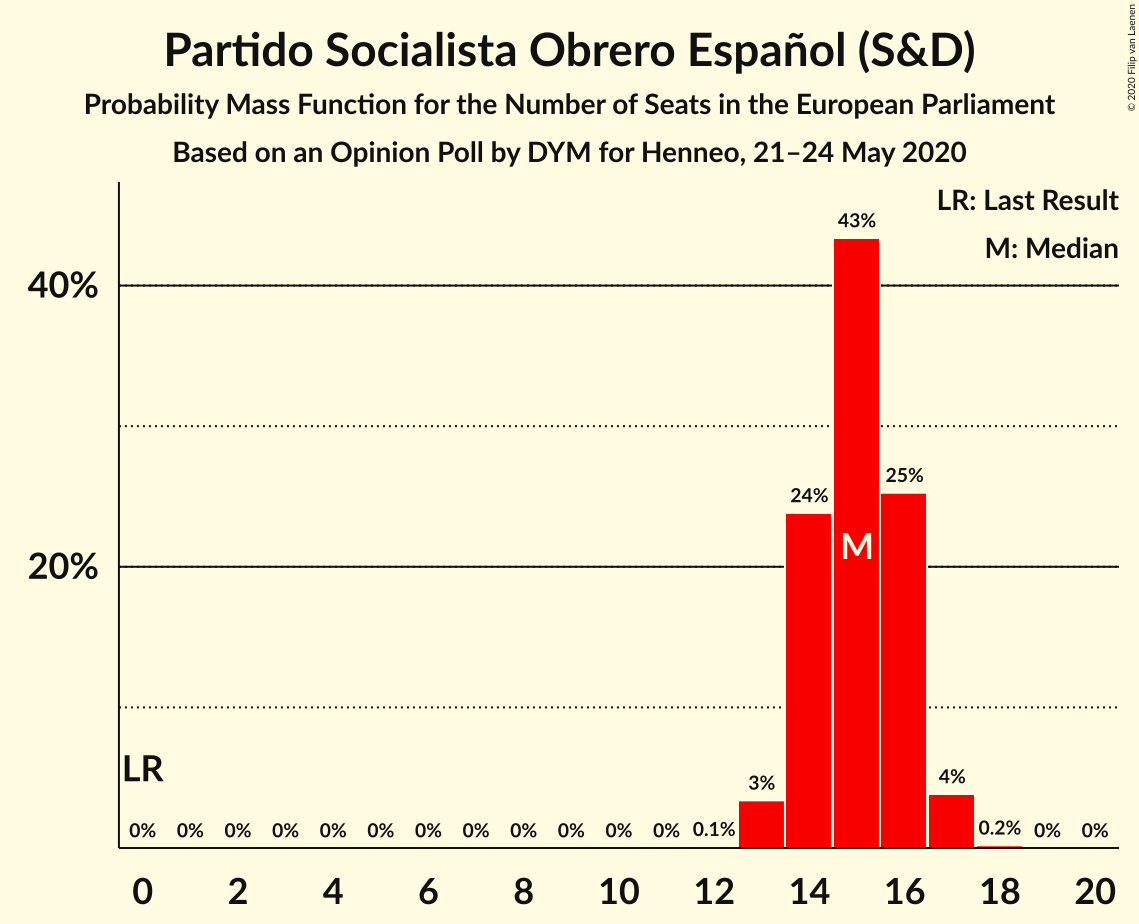 Partido Socialista Obrero Español (S&D)
Probability Mass Function for the Number of Seats in the European Parliament
Based on an Opinion Poll by DYM for Henneo, 21–24 May 2020
© 2020 Filip van Laenen
LR: Last Result
M: Median
43%
40%
25%
24%
M
20%
LR
4%
3%
0% 0% 0% 0% 0% 0% 0% 0% 0% 0% 0% 0% 0.1% 0.2% 0% 0%
0 2 4 6 8 10 12 14 16 18 20